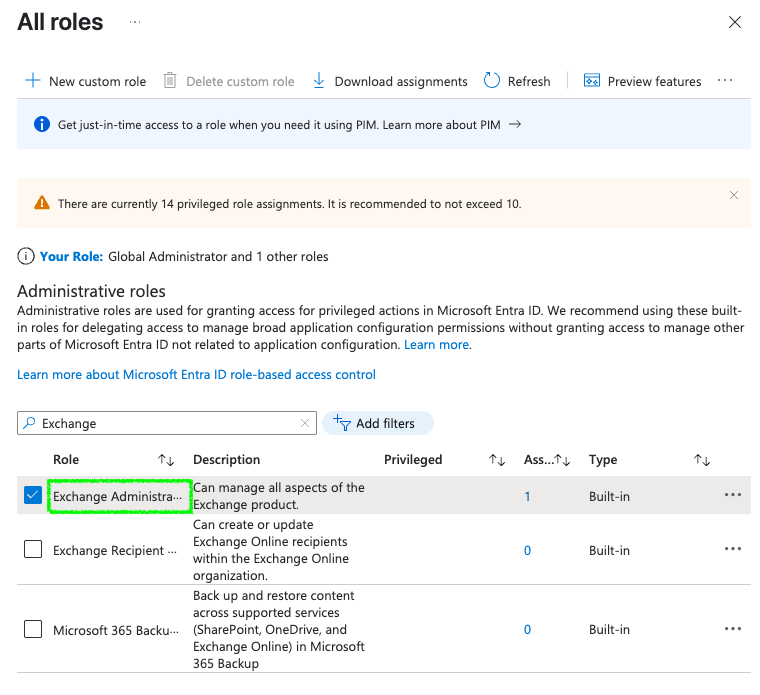 All roles ...
New custom role Delete custom role Download assignments Refresh Preview features ...
Get just-in-time access to a role when you need it using PIM. Learn more about PIM →
There are currently 14 privileged role assignments. It is recommended to not exceed 10.
Your Role: Global Administrator and 1 other roles
Administrative roles
Administrative roles are used for granting access for privileged actions in Microsoft Entra ID. We recommend using these built-
in roles for delegating access to manage broad application configuration permissions without granting access to manage other
parts of Microsoft Entra ID not related to application configuration. Learn more.
Learn more about Microsoft Entra ID role-based access control
Exchange Add filters
Role Description Privileged Ass... Type
Exchange Administra... Can manage all aspects of the
Exchange product. 1 Built-in ...
Exchange Recipient ... Can create or update
Exchange Online recipients
within the Exchange Online
organization. 0 Built-in ...
Microsoft 365 Backu... Back up and restore content
across supported services
(SharePoint, OneDrive, and
Exchange Online) in Microsoft
365 Backup 0 Built-in ...